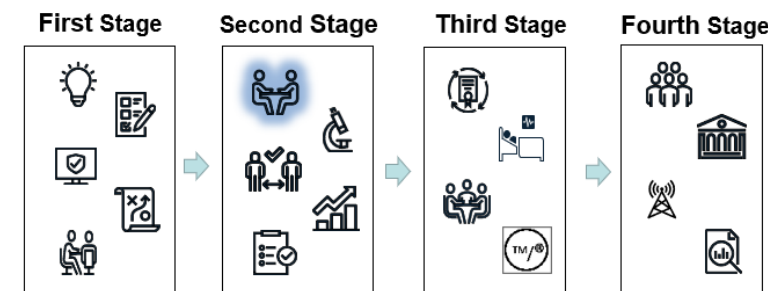 First Stage
Second Stage
Third Stage
Fourth Stage
TM/®